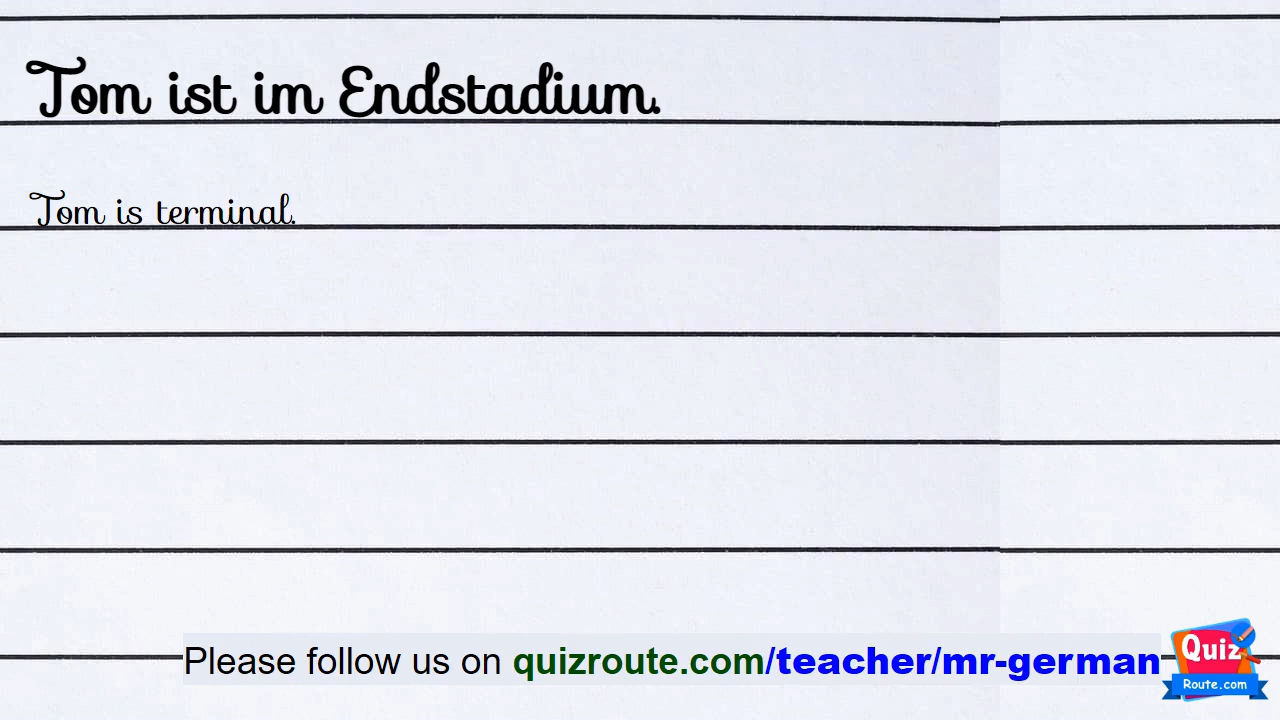 Tom ist im Endstadium.
Tom is terminal.
Please follow us on quizroute.com/teacher/mr-german
Quiz
Route.com